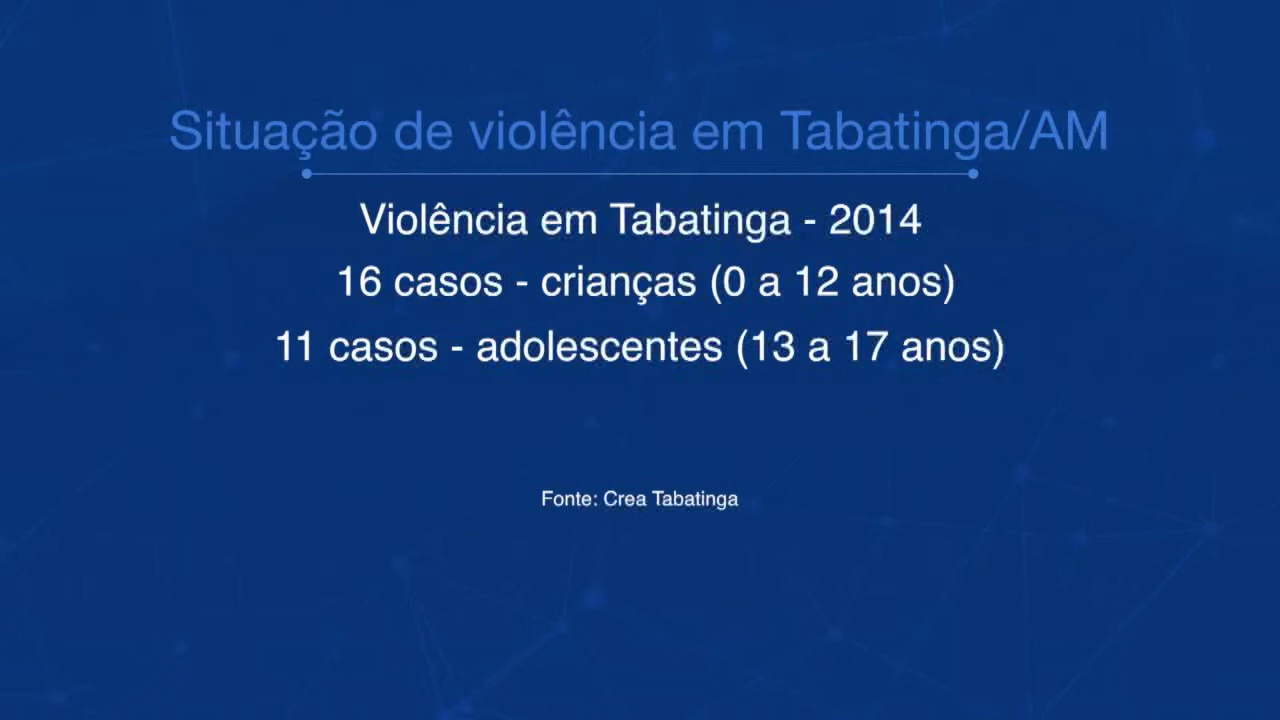 Situação de violência em Tabatinga/AM
Violência em Tabatinga - 2014
16 casos - crianças (0 a 12 anos)
11 casos - adolescentes (13 a 17 anos)
Fonte: Crea Tabatinga